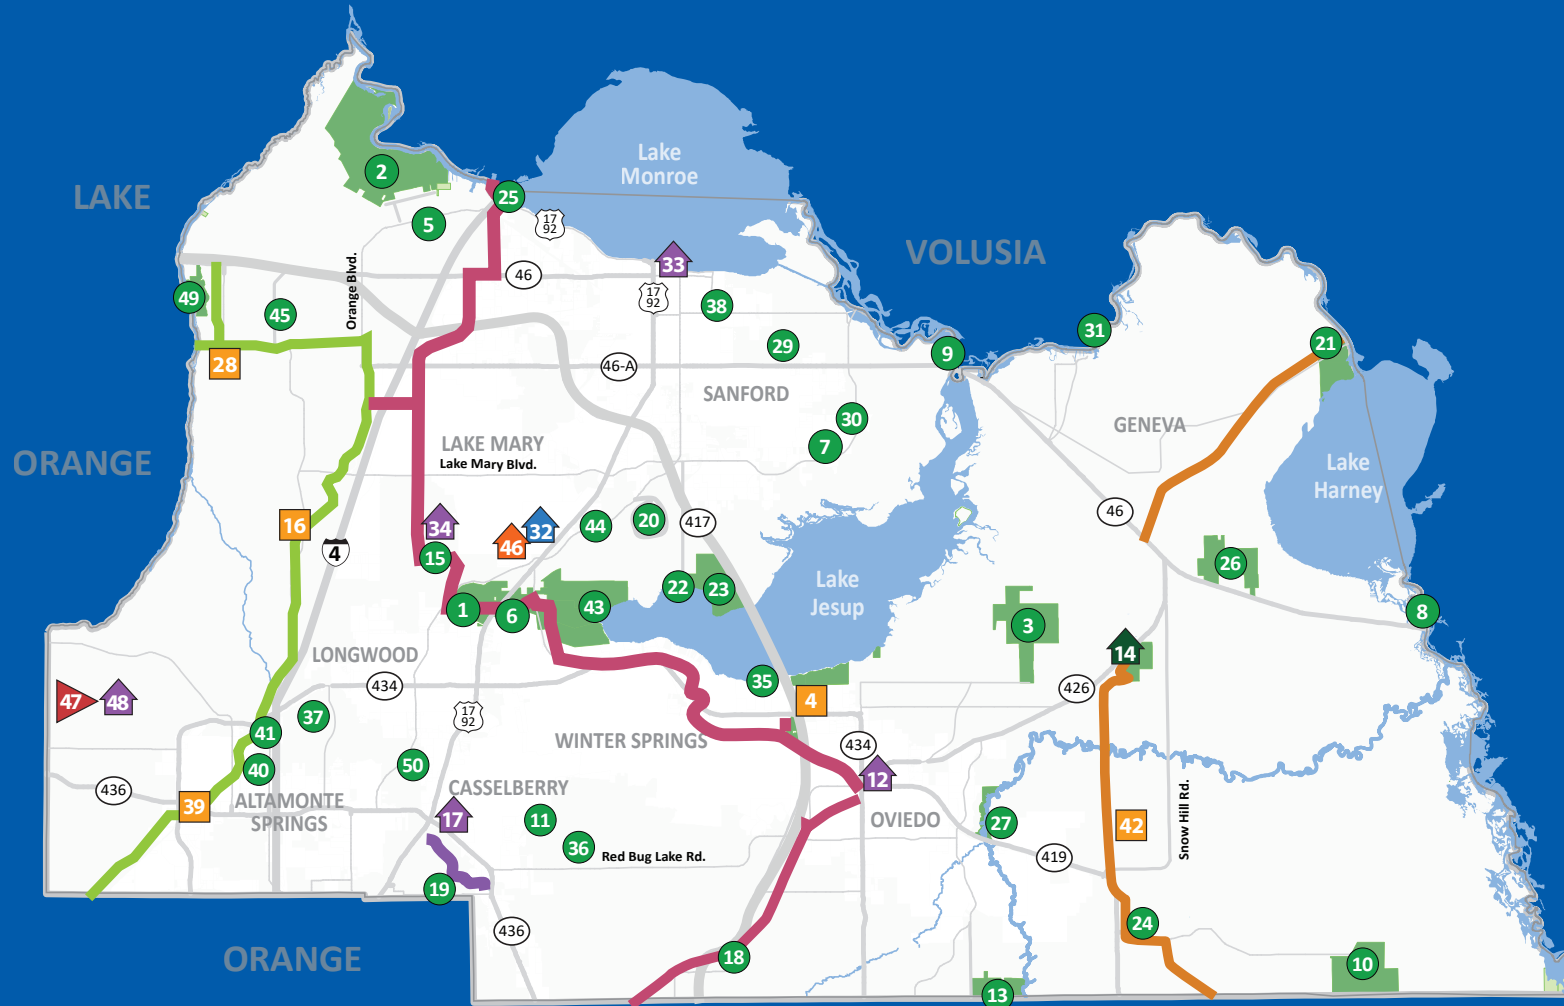 Lake
Monroe
2
LAKE
25
5
17
92
VOLUSIA
33
46
Orange Blvd.
49
17
92
38
45
31
29
21
9
28
46-A
SANFORD
30
GENEVA
LAKE MARY
7
ORANGE
Lake Mary Blvd.
Lake
Harney
46
34
32
44
20
417
16
46
4
15
26
22
23
Lake
Jesup
1
6
43
8
3
LONGWOOD
14
434
35
426
47
48
4
37
17
92
41
WINTER SPRINGS
434
50
40
12
436
CASSELBERRY
39
ALTAMONTE
SPRINGS
17
11
OVIEDO
27
42
Snow Hill Rd.
36
Red Bug Lake Rd.
419
19
24
436
ORANGE
18
10
13